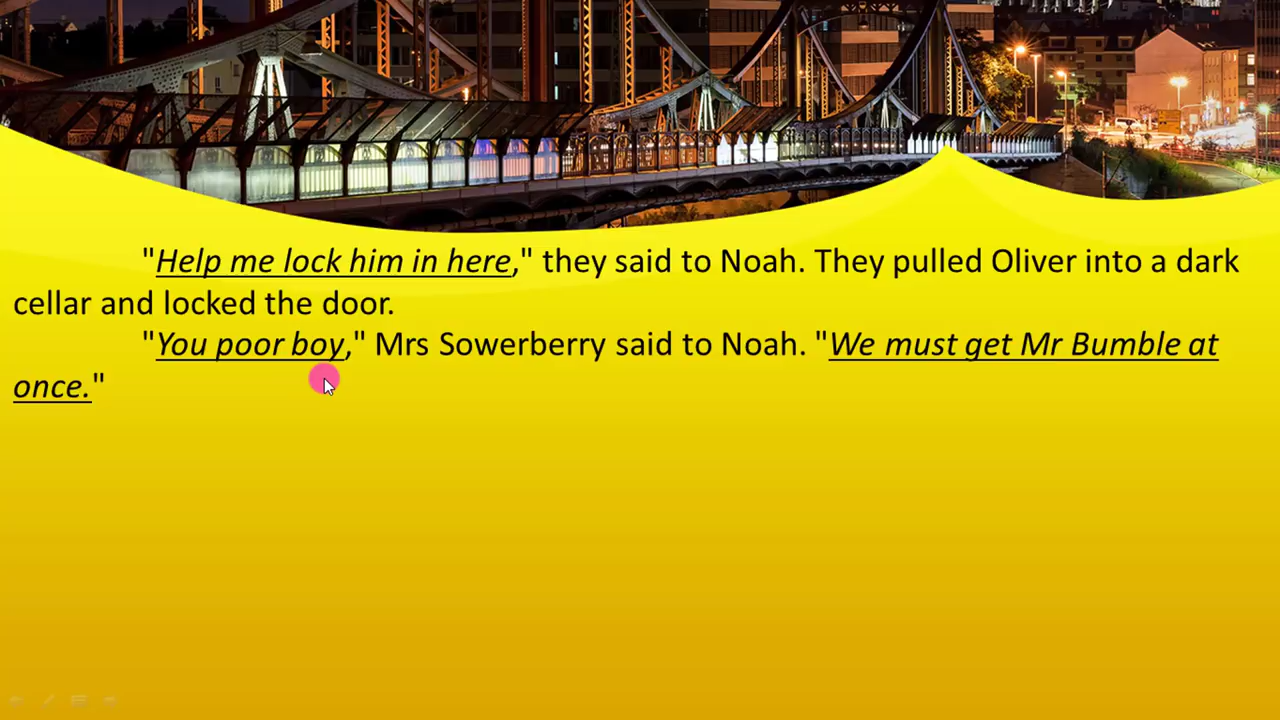 "Help me lock him in here," they said to Noah. They pulled Oliver into a dark
cellar and locked the door.
"You poor boy," Mrs Sowerberry said to Noah. "We must get Mr Bumble at
once."